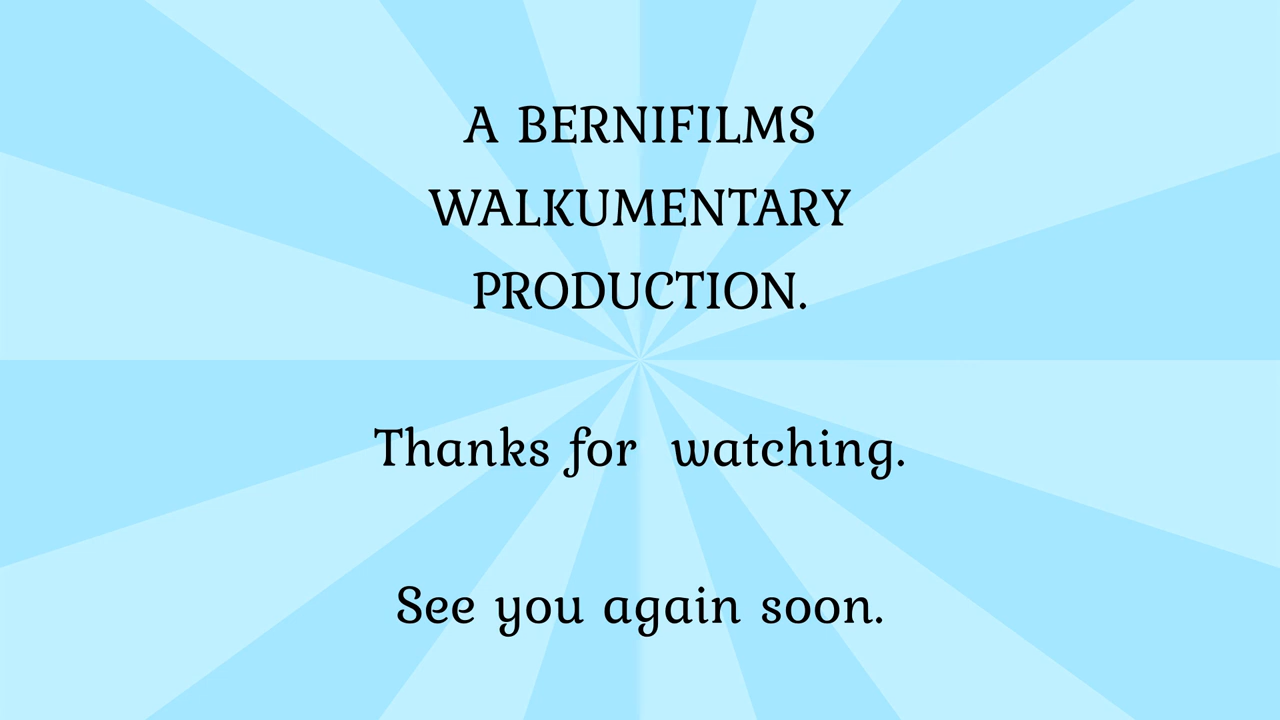 A BERNIFILMS
WALKUMENTARY
PRODUCTION.
Thanks for  watching.
See you again soon.